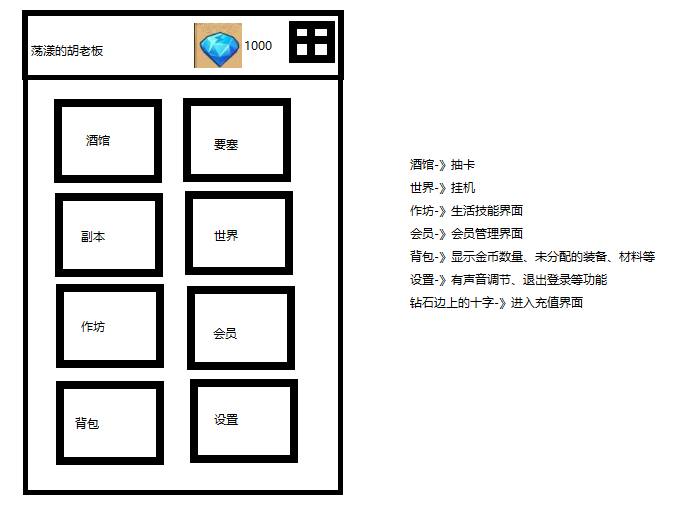 荡漾的胡老板
1000
酒馆
要塞
副本
世界
作坊
会员
背包
设置
酒馆-》抽卡
世界-》挂机
作坊-》生活技能界面
会员-》会员管理界面
背包-》显示金币数量、未分配的装备、材料等
设置-》有声音调节、退出登录等功能
钻石边上的十字-》进入充值界面